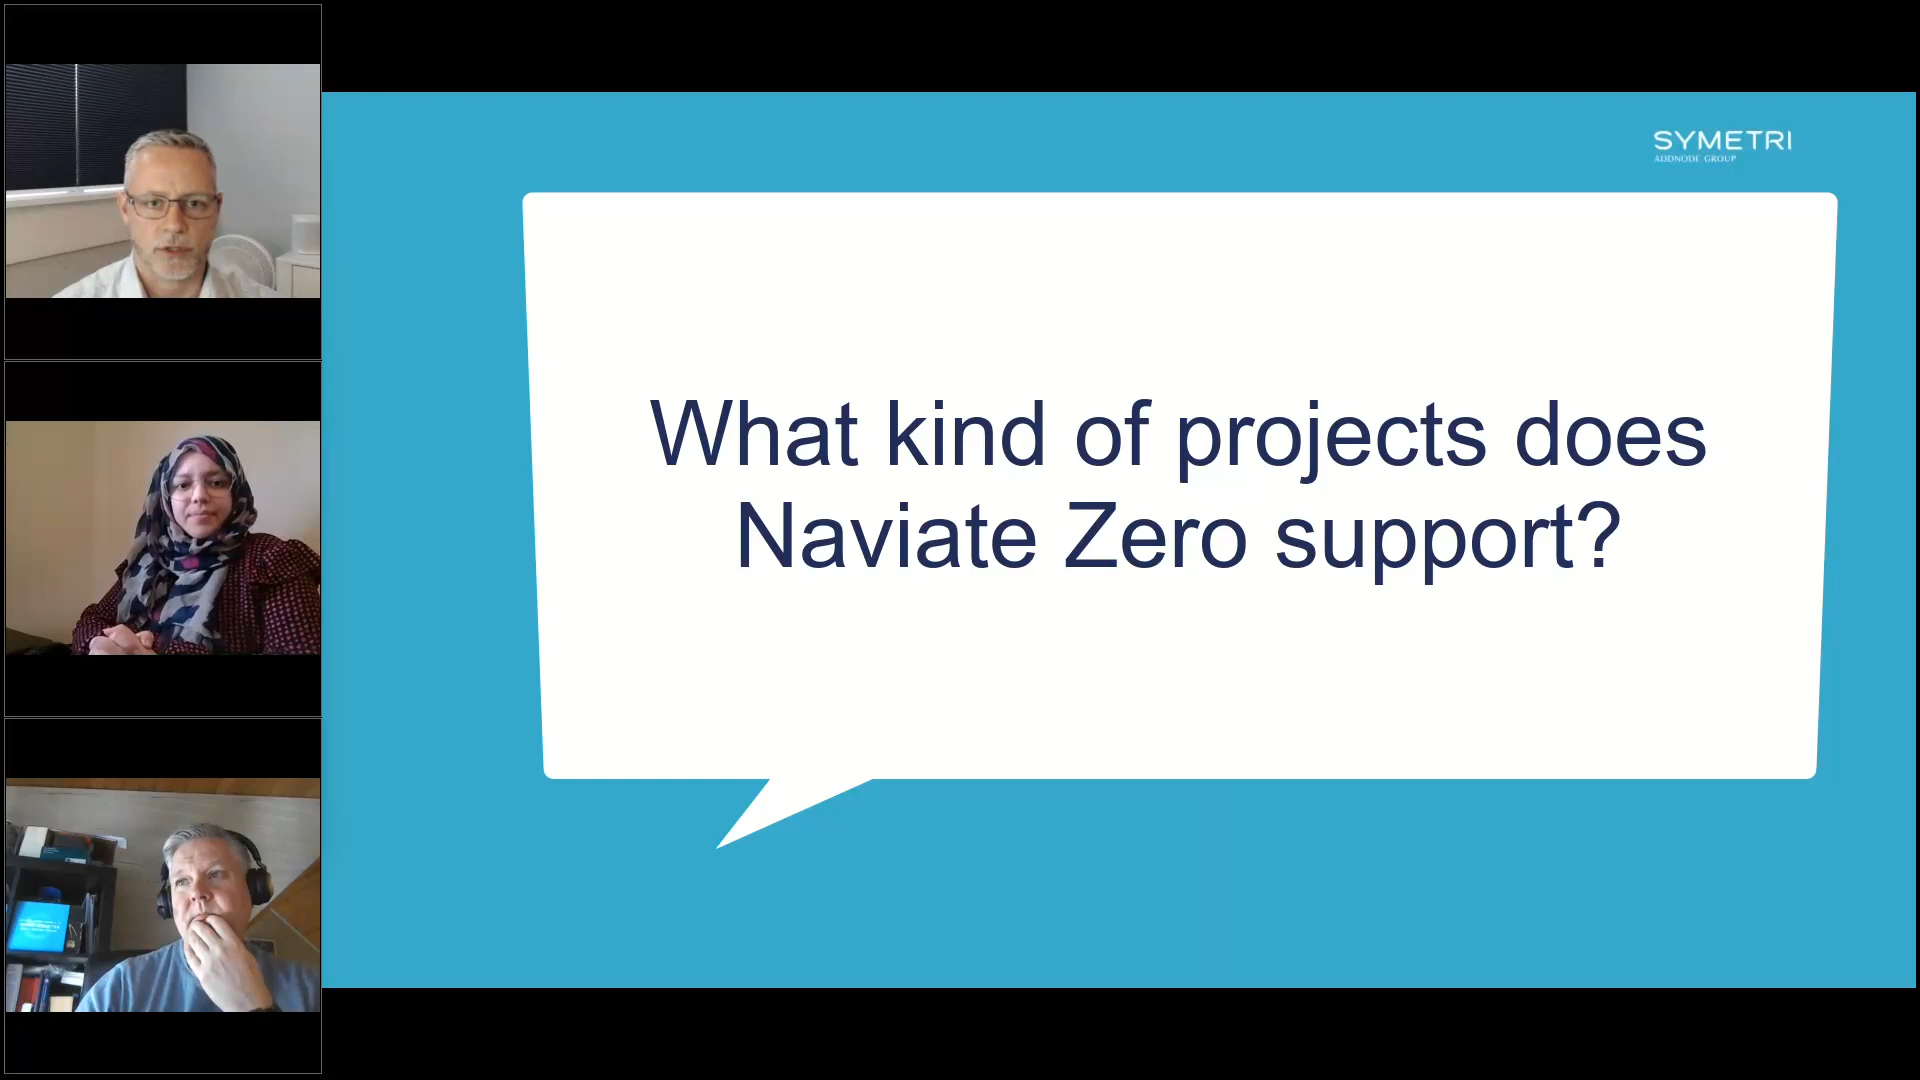 SYMETRI
ADDNODE GROUP
What kind of projects does
Naviate Zero support?